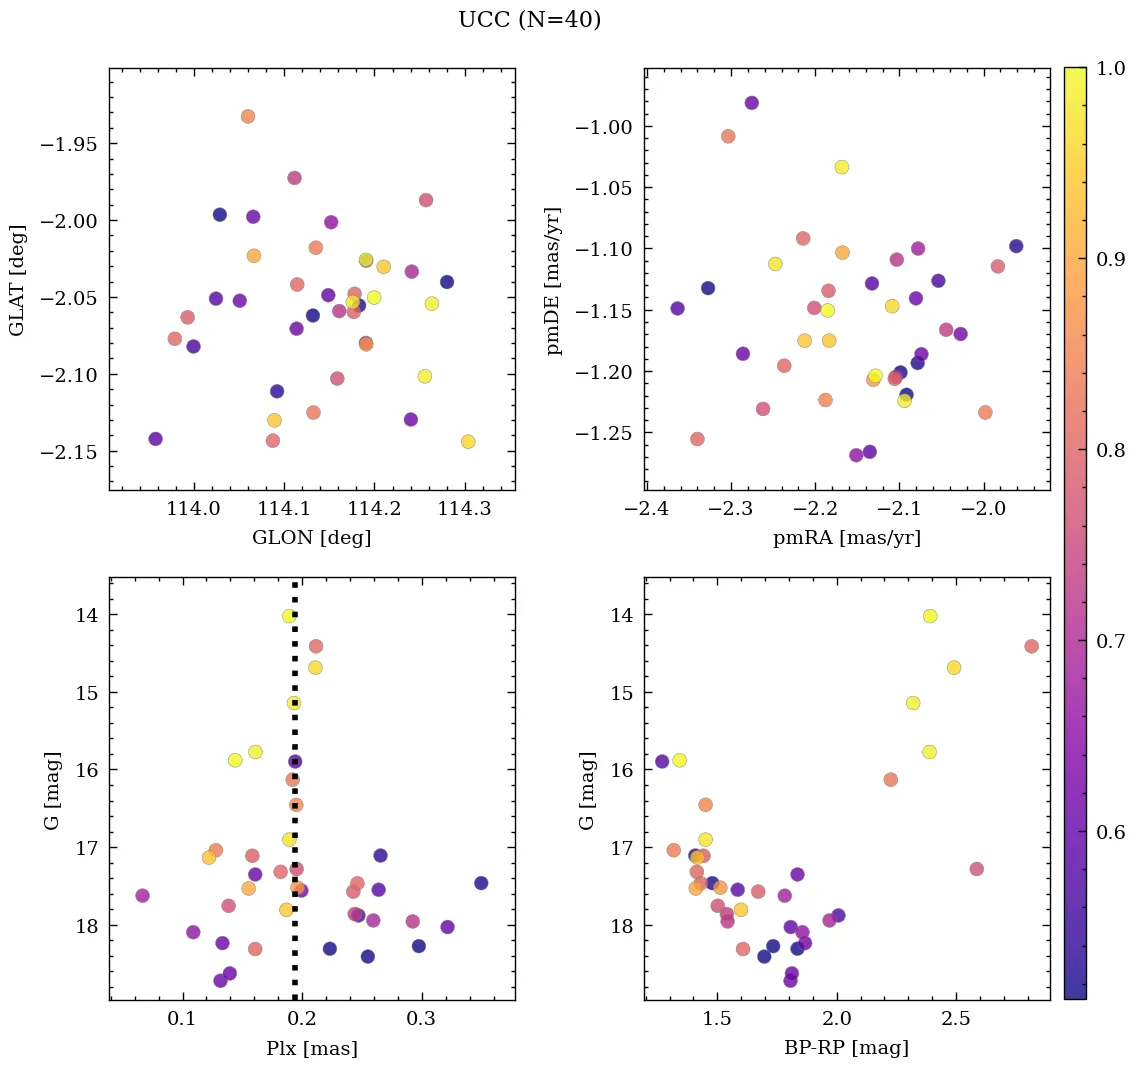 UCC (N=40)
−1.95
−2.00
−2.05
−2.10
−2.15
GLAT [deg]
114.0 114.1 114.2 114.3
GLON [deg]
−1.00
−1.05
−1.10
−1.15
−1.20
−1.25
pmDE [mas/yr]
−2.4 −2.3 −2.2 −2.1 −2.0
pmRA [mas/yr]
1.0
0.9
0.8
0.7
0.6
14
15
16
17
18
G [mag]
0.1 0.2 0.3
Plx [mas]
14
15
16
17
18
G [mag]
1.5 2.0 2.5
BP-RP [mag]